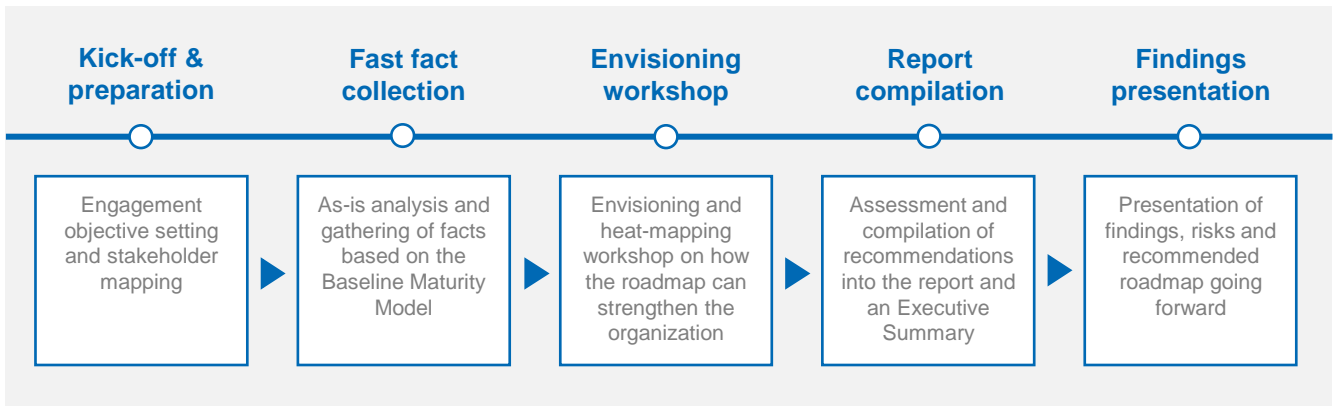 Kick-off &
preparation
Fast fact
collection
Envisioning
workshop
Report
compilation
Findings
presentation
Engagement
objective setting
and stakeholder
mapping
As-is analysis and
gathering of facts
based on the
Baseline Maturity
Model
Envisioning and
heat-mapping
workshop on how
the roadmap can
strengthen the
organization
Assessment and
compilation of
recommendations
into the report and
an Executive
Summary
Presentation of
findings, risks and
recommended
roadmap going
forward